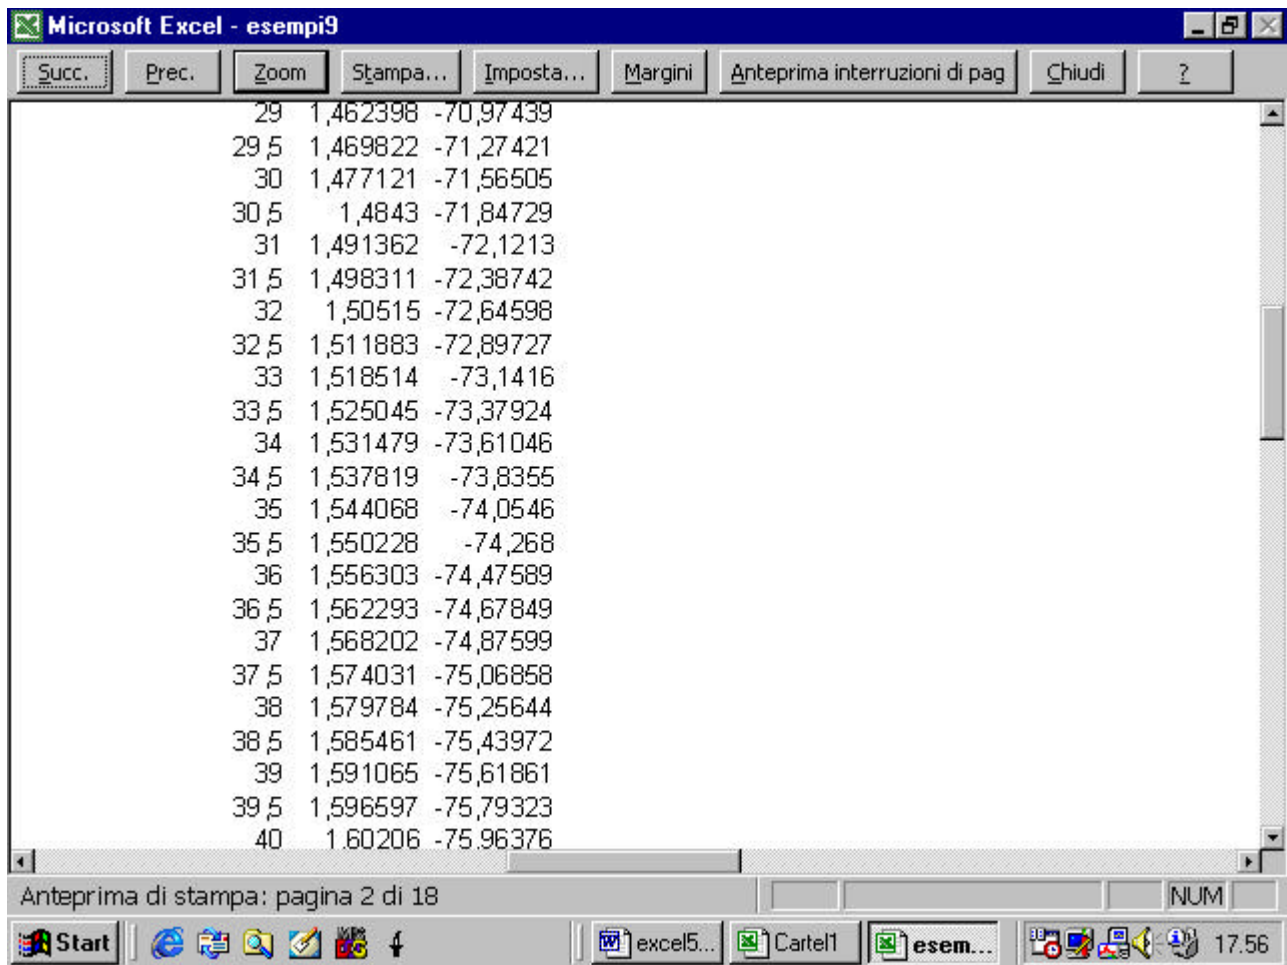 Microsoft Excel - esempi9
Succ. Prec. Zoom Stampa... Imposta... Margini Anteprima interruzioni di pag Chiudi ?
29 1,462398 -70,97439
29,5 1,469822 -71,27421
30 1,477121 -71,56505
30,5 1,4843 -71,84729
31 1,491362 -72,1213
31,5 1,498311 -72,38742
32 1,50515 -72,64598
32,5 1,511883 -72,89727
33 1,518514 -73,1416
33,5 1,525045 -73,37924
34 1,531479 -73,61046
34,5 1,537819 -73,8355
35 1,544068 -74,0546
35,5 1,550228 -74,268
36 1,556303 -74,47589
36,5 1,562293 -74,67849
37 1,568202 -74,87599
37,5 1,574031 -75,06858
38 1,579784 -75,25644
38,5 1,585461 -75,43972
39 1,591065 -75,61861
39,5 1,596597 -75,79323
40 1,60206 -75,96376
Anteprima di stampa: pagina 2 di 18 NUM
Start excel5... Cartel1 esem... 17.56